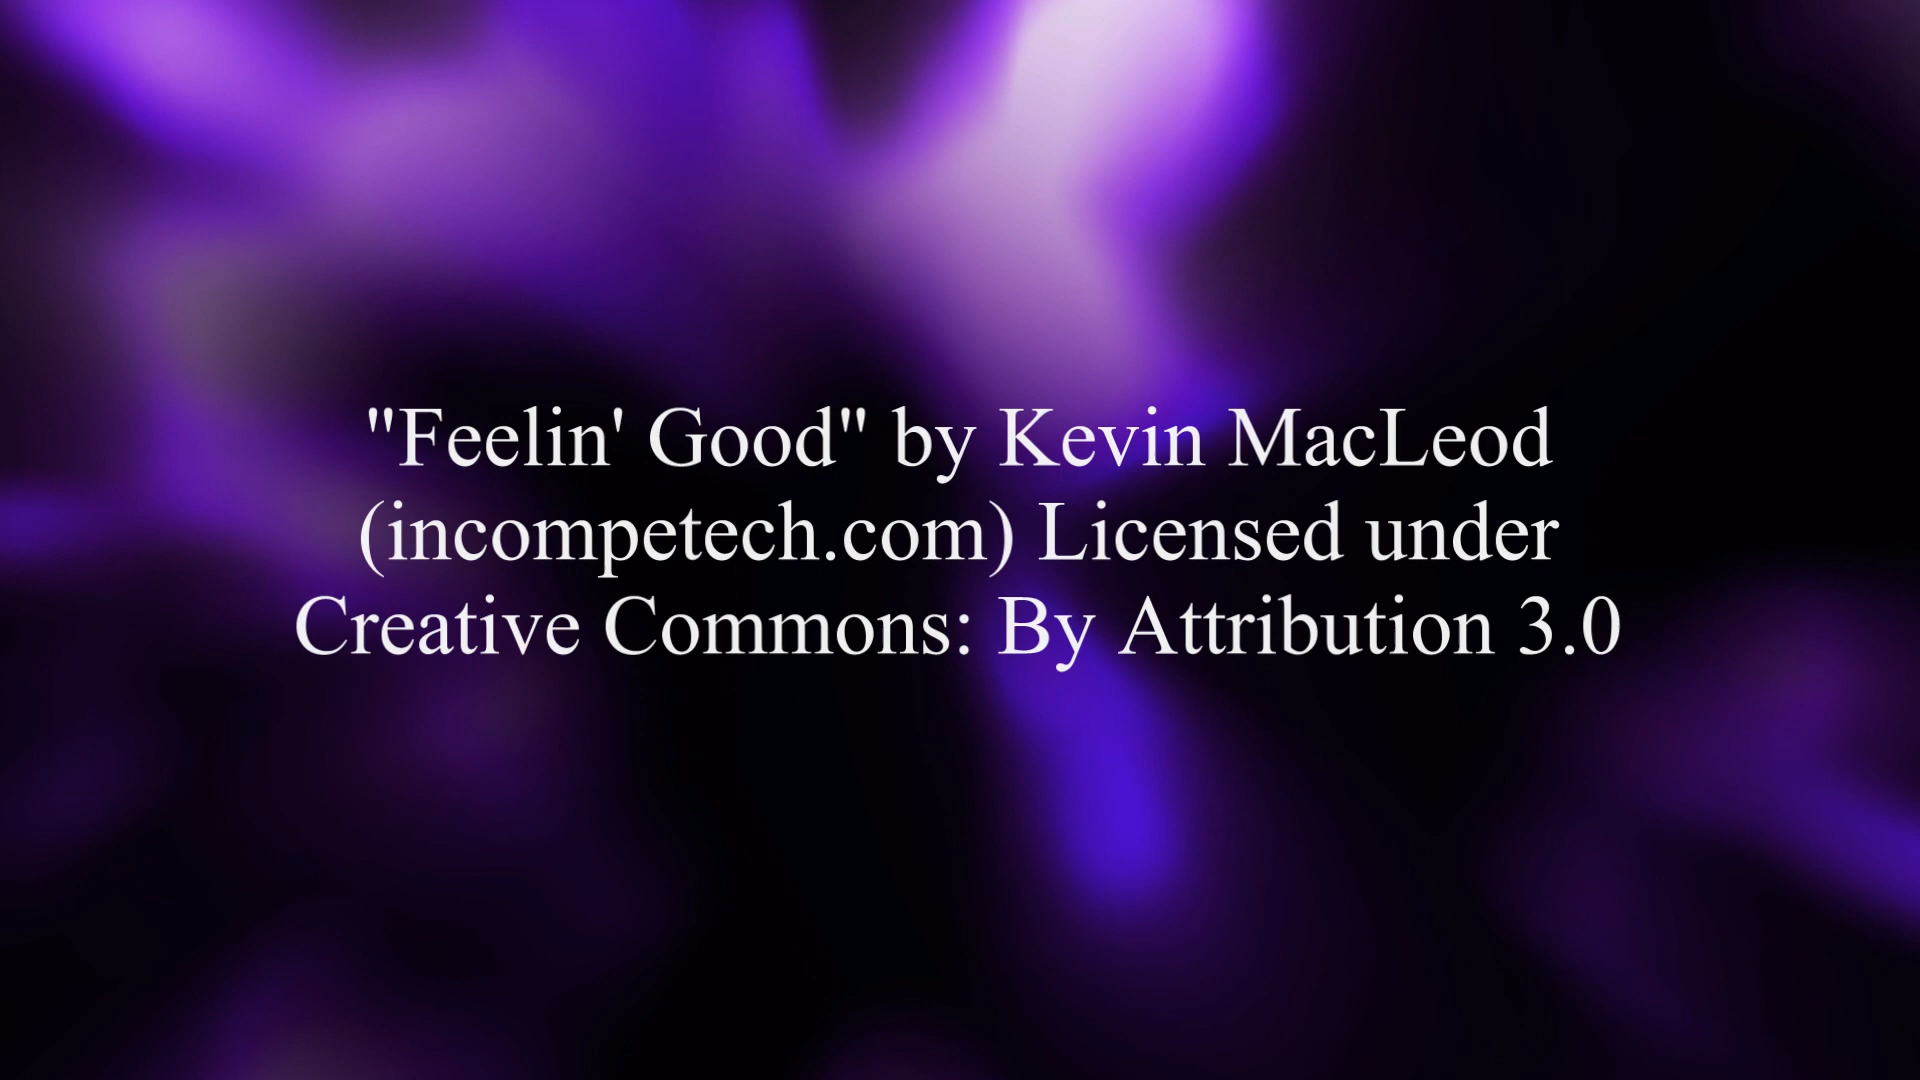 "Feelin' Good" by Kevin MacLeod
(incompetech.com) Licensed under
Creative Commons: By Attribution 3.0